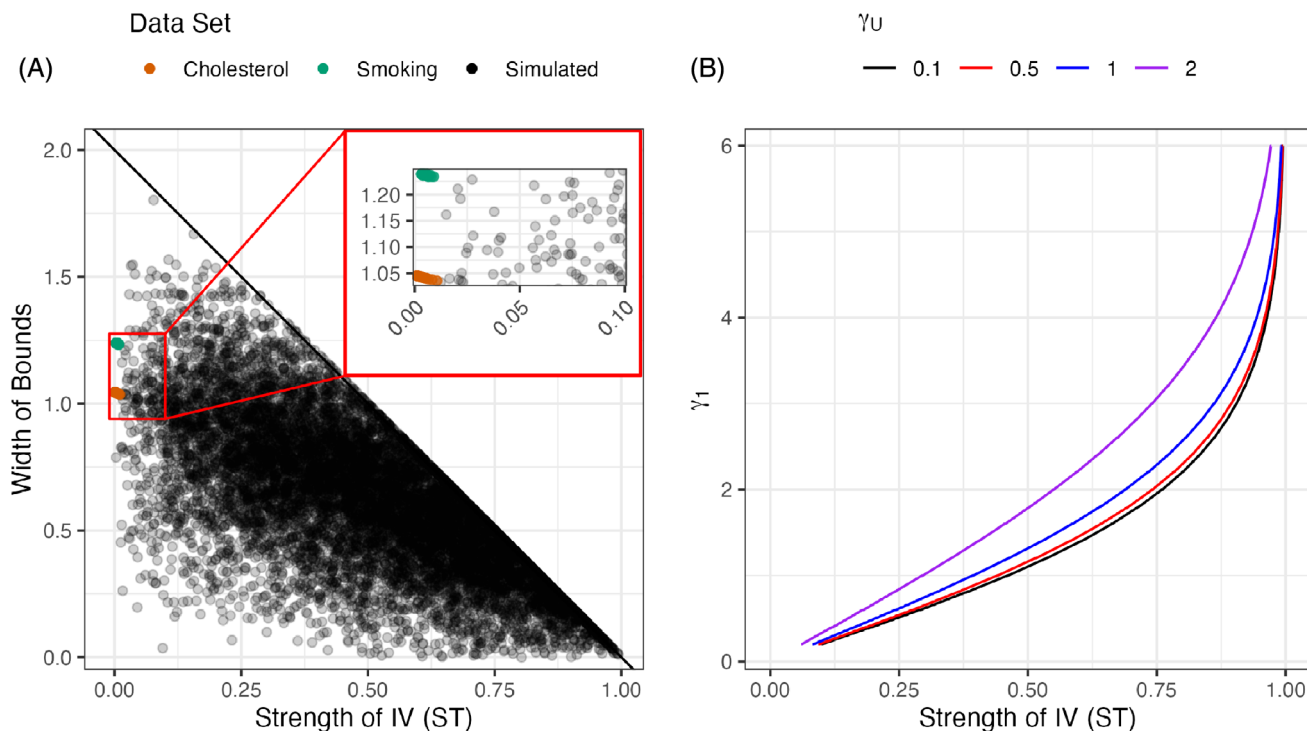 Data Set
(A) Cholesterol Smoking Simulated
Width of Bounds
2.0
1.5
1.0
0.5
0.0
0.00 0.25 0.50 0.75 1.00
Strength of IV (ST)
1.20
1.15
1.10
1.05
0.00 0.05 0.10
γU
(B) 0.1 0.5 1 2
γ1
6
4
2
0
0.00 0.25 0.50 0.75 1.00
Strength of IV (ST)